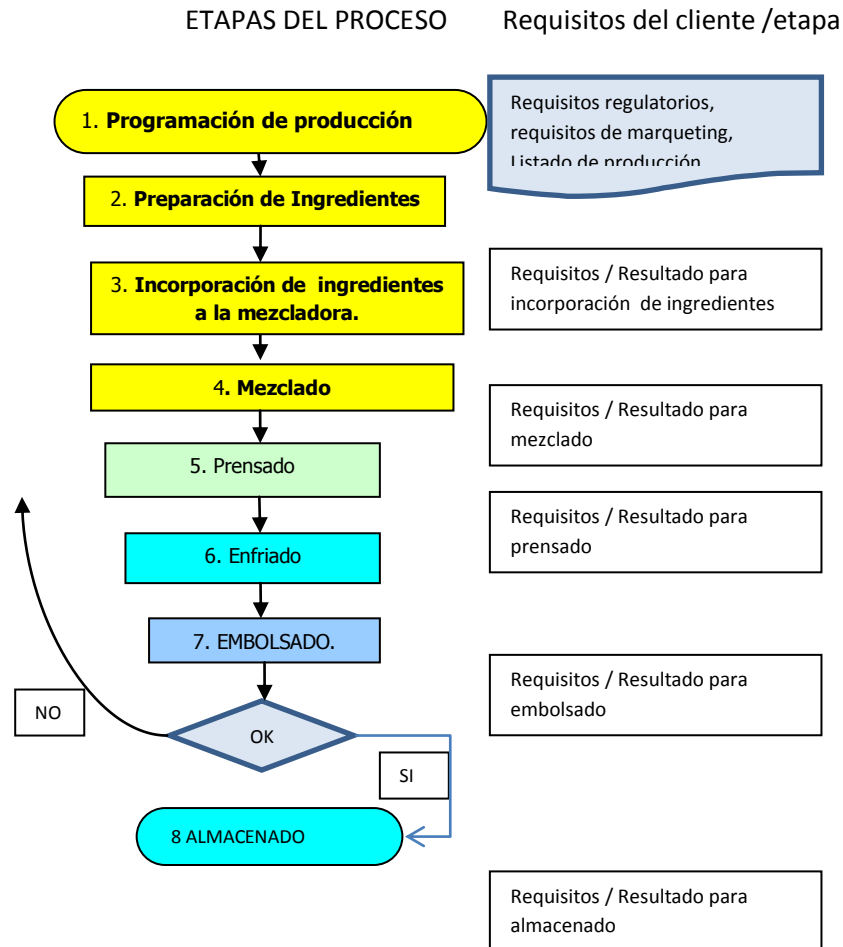 ETAPAS DEL PROCESO
Requisitos del cliente /etapa
1. Programación de producción
Requisitos regulatorios,
requisitos de marqueting,
Listado de producción
2. Preparación de Ingredientes
3. Incorporación de ingredientes
a la mezcladora.
Requisitos / Resultado para
incorporación de ingredientes
4. Mezclado
Requisitos / Resultado para
mezclado
5. Prensado
Requisitos / Resultado para
prensado
6. Enfriado
7. EMBOLSADO.
Requisitos / Resultado para
embolsado
NO
OK
SI
8 ALMACENADO
Requisitos / Resultado para
almacenado